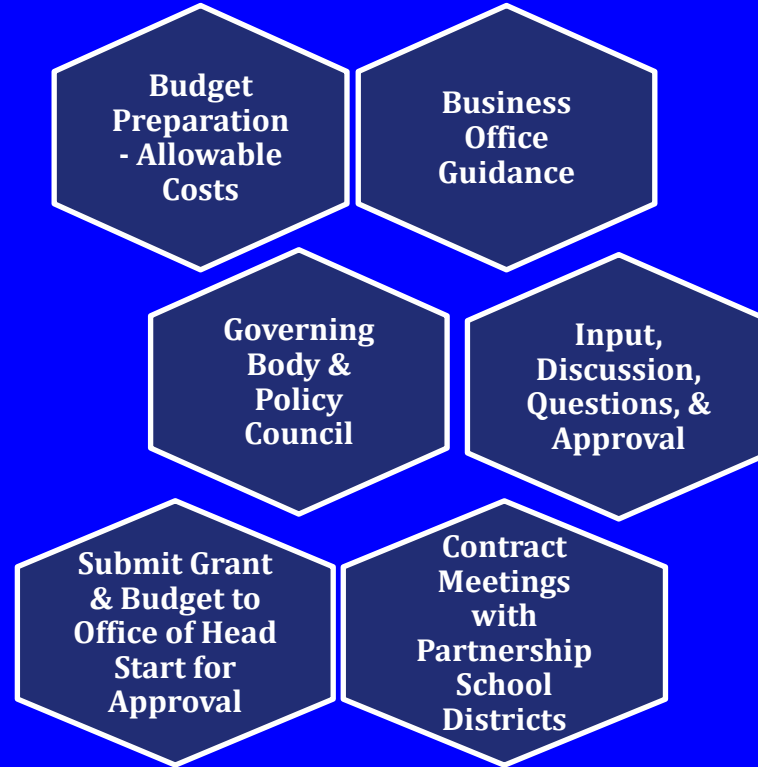 Budget
Preparation
- Allowable
Costs
Business
Office
Guidance
Governing
Body &
Policy
Council
Input,
Discussion,
Questions, &
Approval
Submit Grant
& Budget to
Office of Head
Start for
Approval
Contract
Meetings
with
Partnership
School
Districts